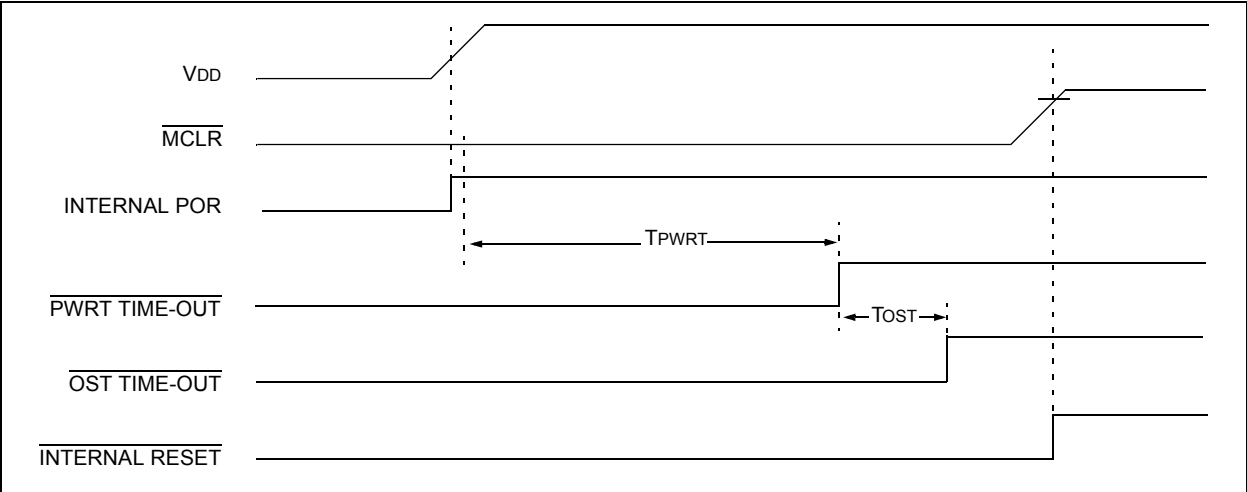 VDD
MCLR
INTERNAL POR
TPWRT
PWRT TIME-OUT
TOST
OST TIME-OUT
INTERNAL RESET